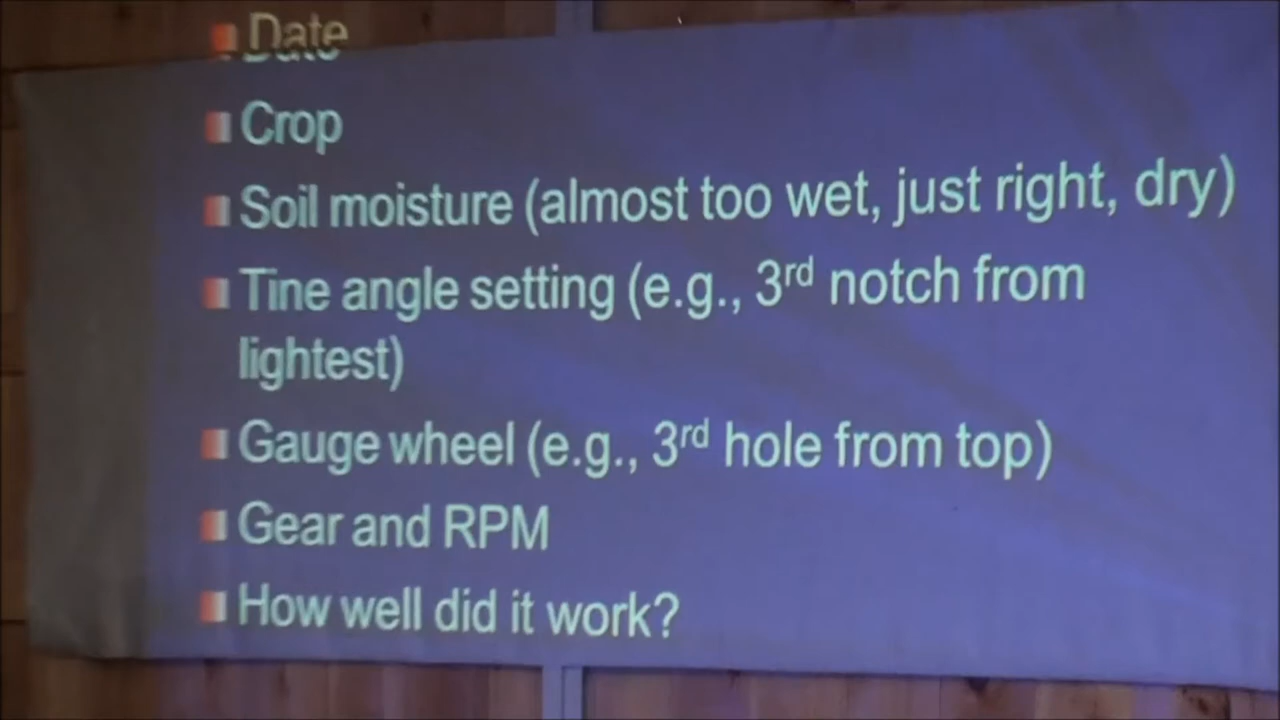 Date
Crop
Soil moisture (almost too wet, just right, dry)
Tine angle setting (e.g., 3rd notch from
lightest)
Gauge wheel (e.g., 3rd hole from top)
Gear and RPM
How well did it work?